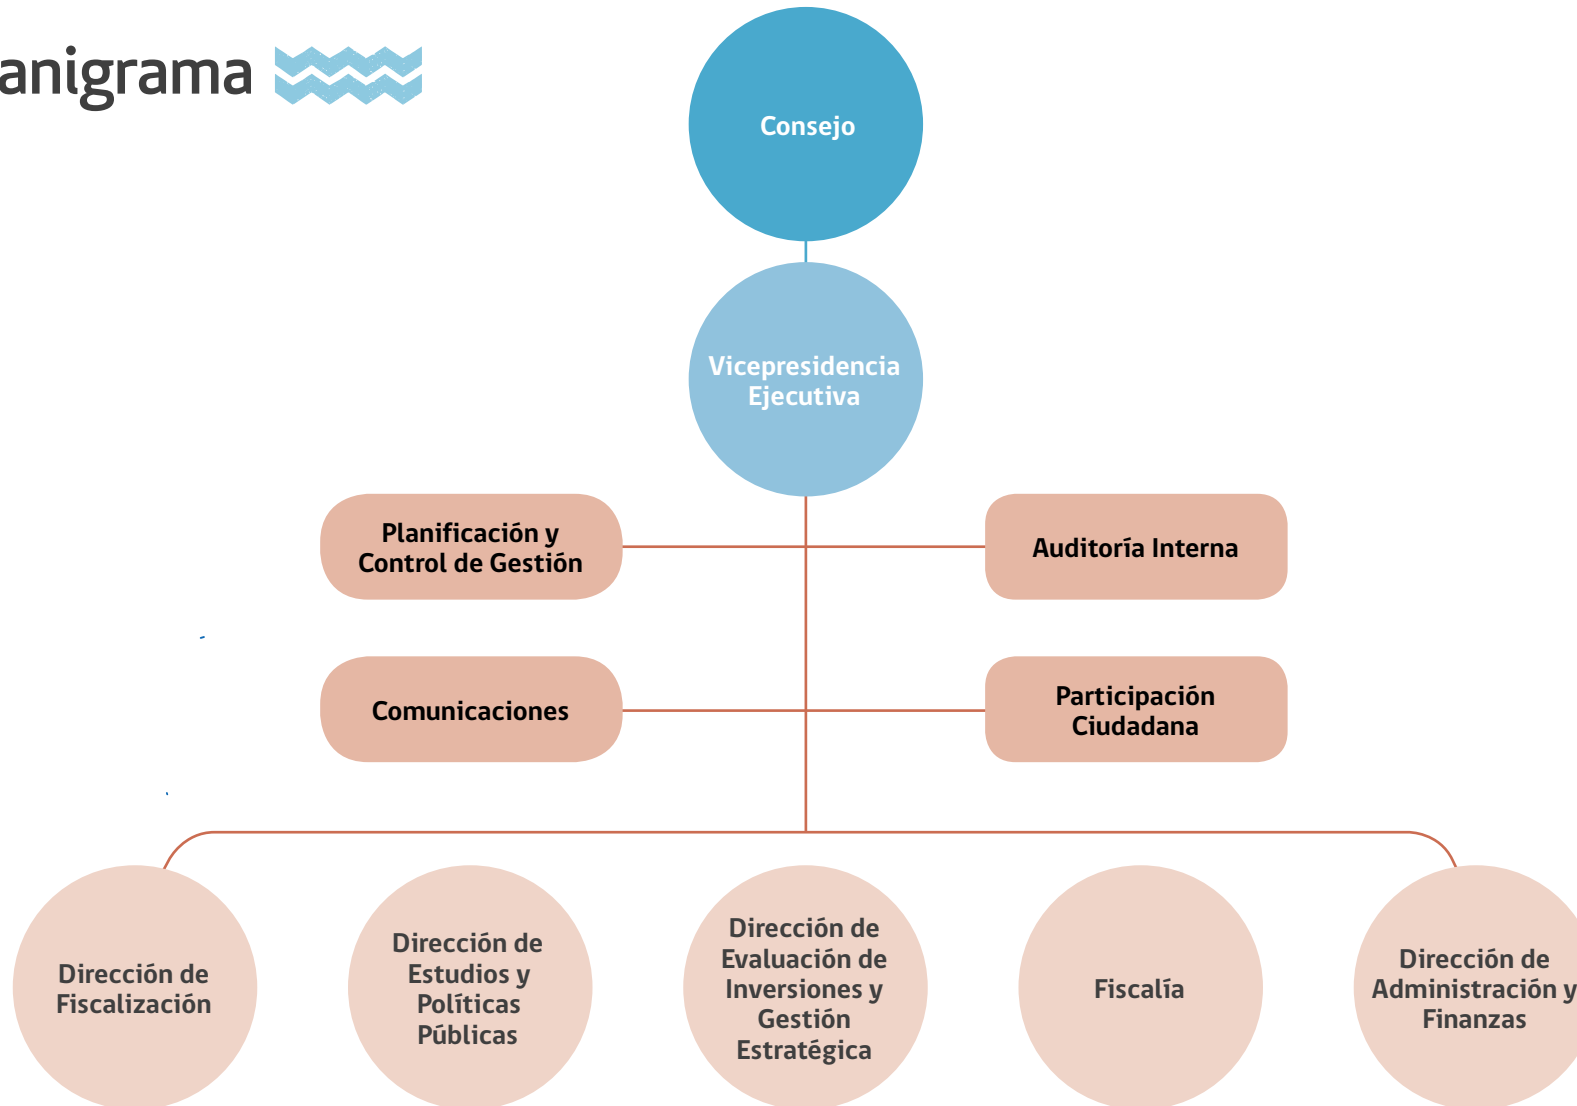 anigrama
Consejo
Vicepresidencia
Ejecutiva
Planificación y
Control de Gestión
Auditoría Interna
Comunicaciones
Participación
Ciudadana
Dirección de
Fiscalización
Dirección de
Estudios y
Políticas
Públicas
Dirección de
Evaluación de
Inversiones y
Gestión
Estratégica
Fiscalía
Dirección de
Administración y
Finanzas